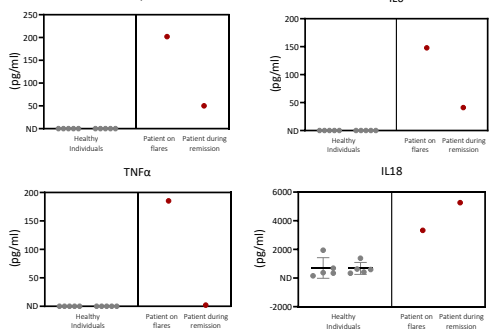 250
200
150
100
50
ND
(pg/ml)
Healthy
Individuals
Patient on
flares
Patient during
remission
200
150
100
50
ND
(pg/ml)
Healthy
Individuals
Patient on
flares
Patient during
remission
TNFα
200
150
100
50
ND
(pg/ml)
Healthy
Individuals
Patient on
flares
Patient during
remission
IL18
6000
4000
2000
ND
-2000
(pg/ml)
Healthy
Individuals
Patient on
flares
Patient during
remission